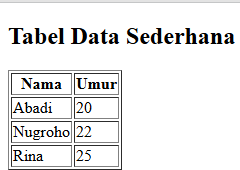 Tabel Data Sederhana
Nama Umur
Abadi 20
Nugroho 22
Rina 25